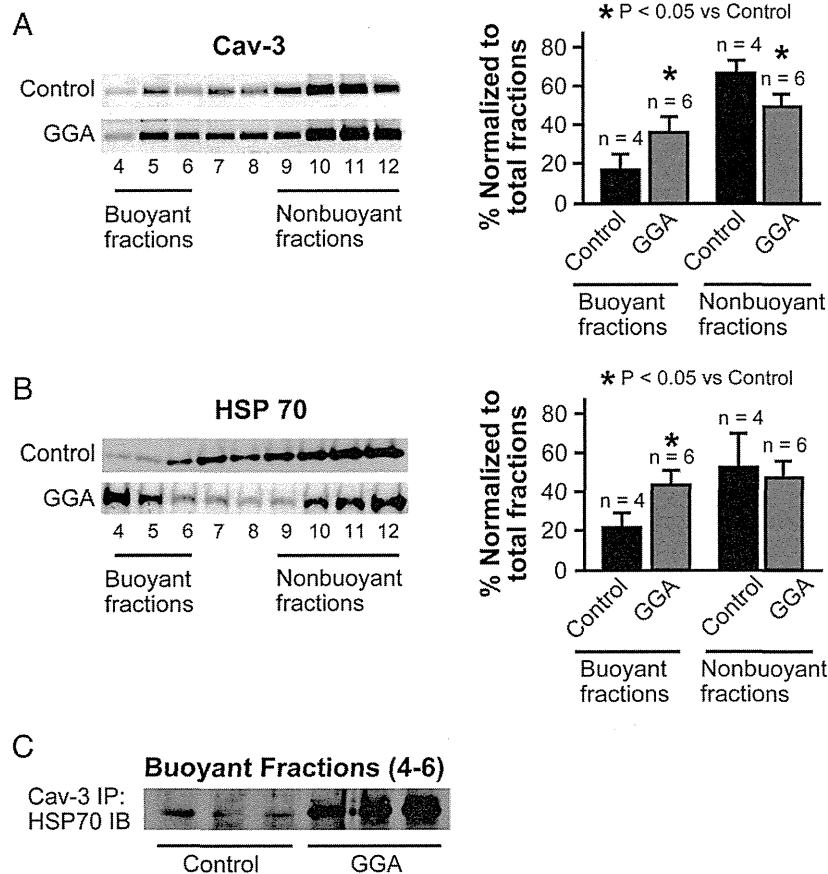 A
Cav-3
Control
GGA
4 5 6 7 8 9 10 11 12
Buoyant fractions
Nonbuoyant fractions
* P < 0.05 vs Control
% Normalized to total fractions
80
60
40
20
0
n = 4
* n = 6
n = 4
* n = 6
Control
GGA
Control
GGA
Buoyant fractions
Nonbuoyant fractions
B
HSP 70
Control
GGA
4 5 6 7 8 9 10 11 12
Buoyant fractions
Nonbuoyant fractions
* P < 0.05 vs Control
% Normalized to total fractions
80
60
40
20
0
n = 4
* n = 6
n = 4
n = 6
Control
GGA
Control
GGA
Buoyant fractions
Nonbuoyant fractions
C
Buoyant Fractions (4-6)
Cav-3 IP:
HSP70 IB
Control
GGA